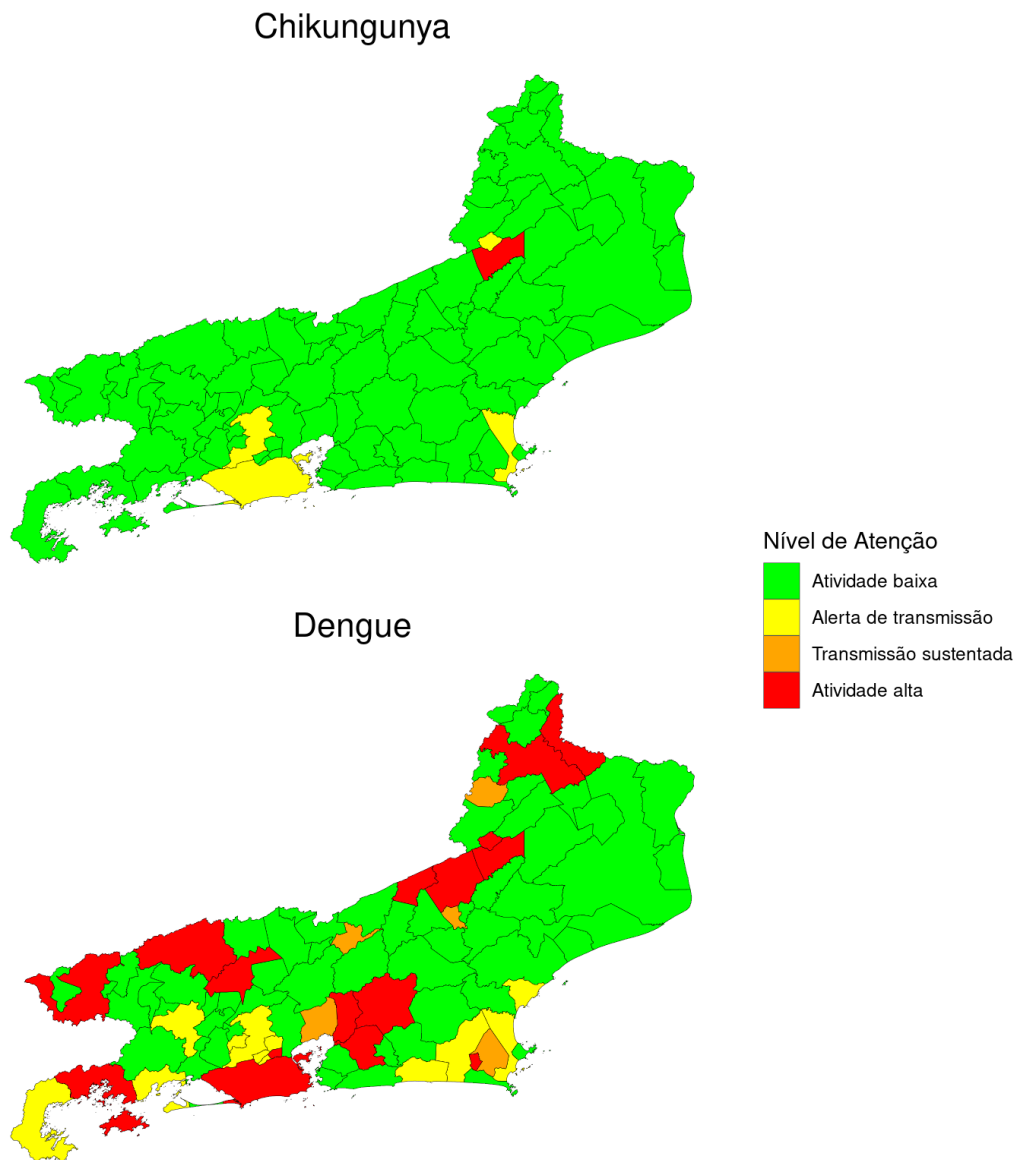 Chikungunya
Nível de Atenção
Atividade baixa
Alerta de transmissão
Transmissão sustentada
Atividade alta
Dengue